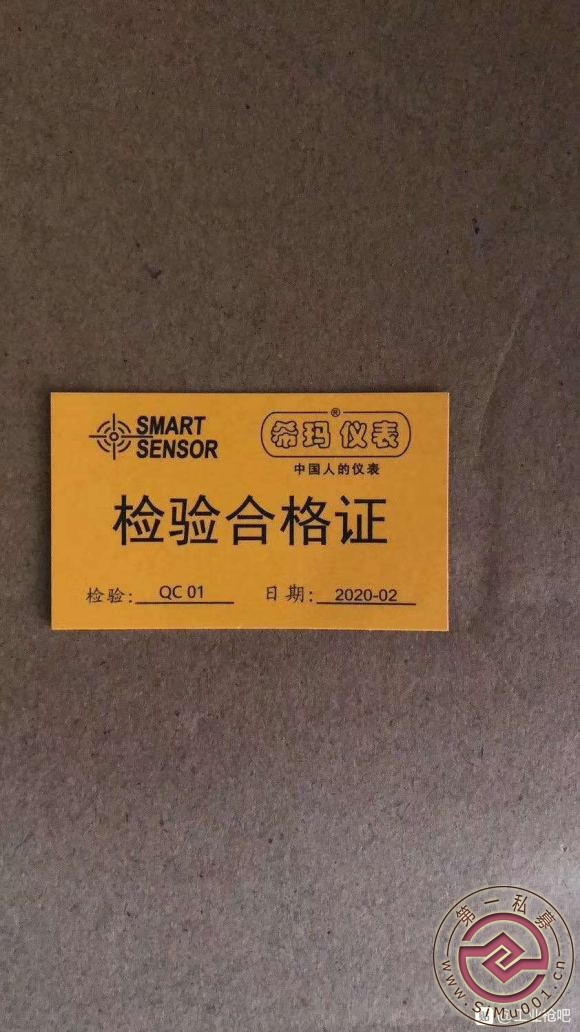 SMART
SENSOR
希玛仪表®
中国人的仪表
检验合格证
检验: QC 01 日期: 2020-02
第一私募
www.SiMu001.cn